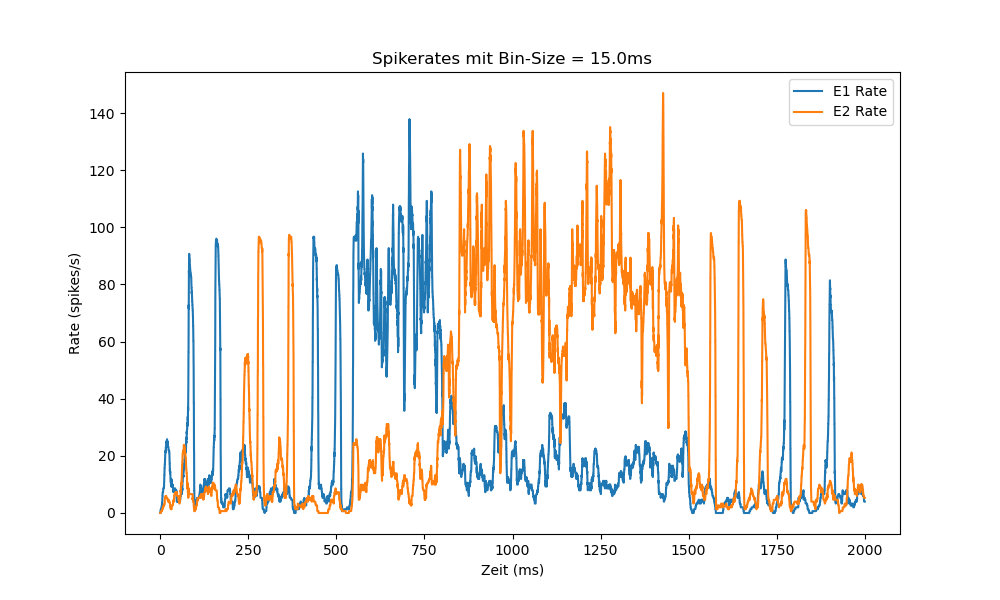 Spikerates mit Bin-Size = 15.0ms
E1 Rate
E2 Rate
140
120
100
80
60
40
20
0
Rate (spikes/s)
0 250 500 750 1000 1250 1500 1750 2000
Zeit (ms)